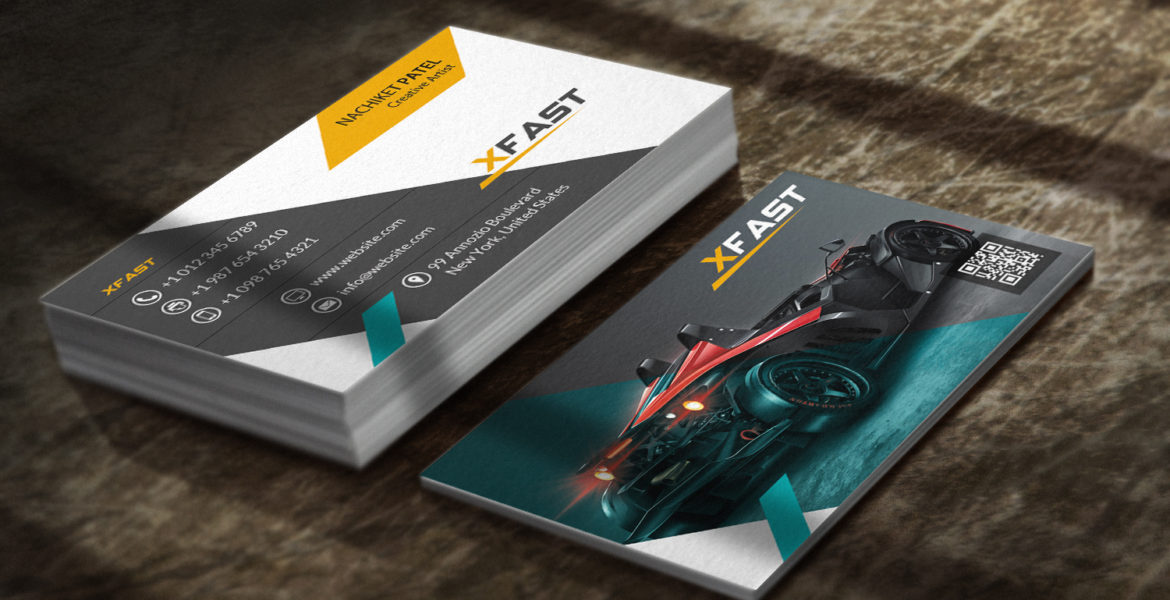 NACHIKET PATEL
Creative Artist
XFAST
XFAST
+1 012 345 6789
+1 987 654 3210
+1 098 765 4321
www.website.com
info@website.com
99 Annozio Boulevard
New York, United States
XFAST